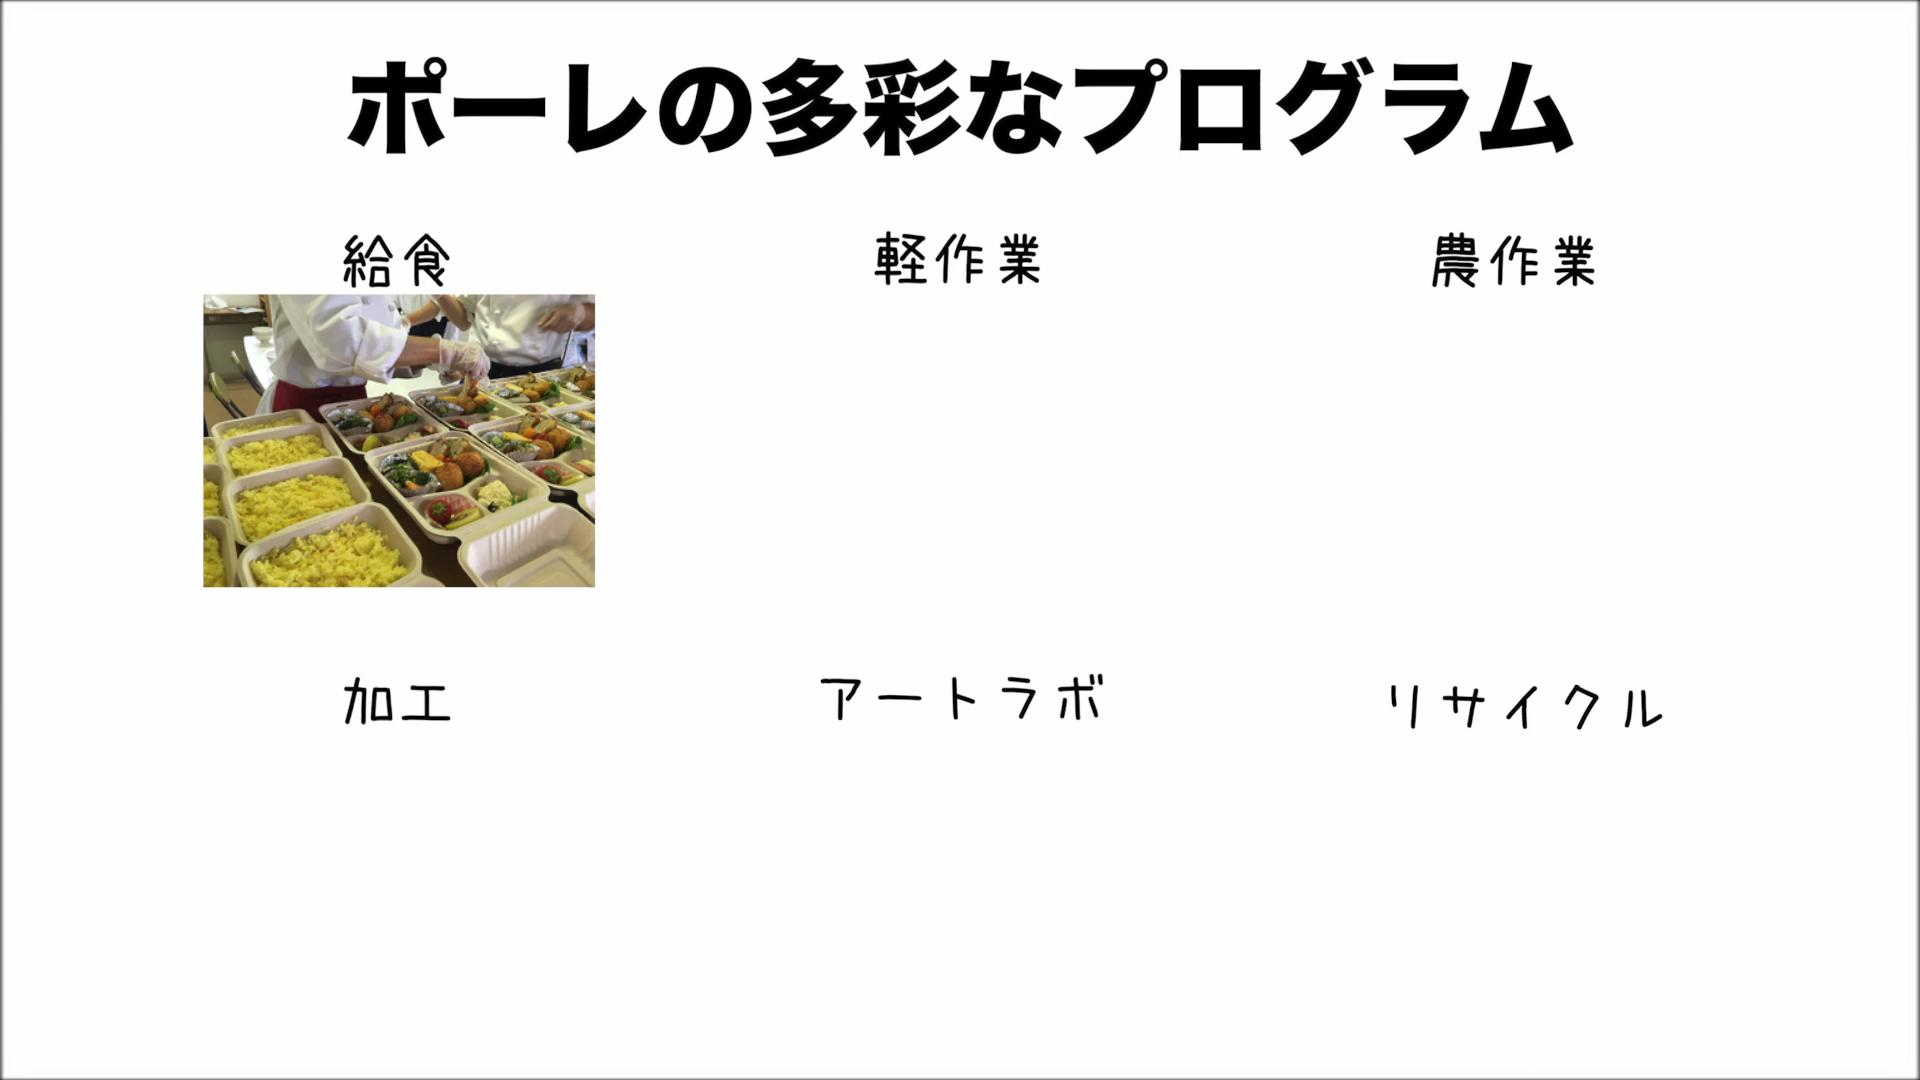 ポーレの多彩なプログラム
給食
軽作業
農作業
加工
アートラボ
リサイクル